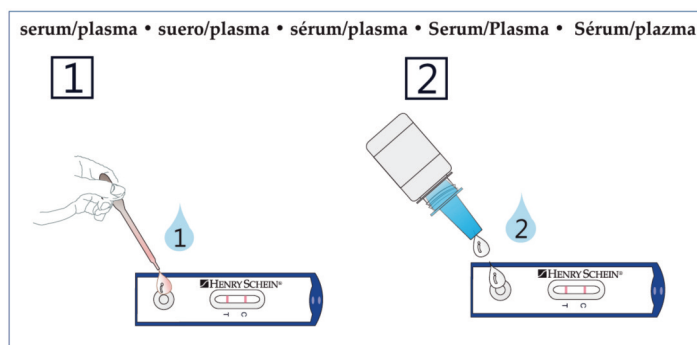 serum/plasma • suero/plasma • sérum/plasma • Serum/Plasma • Sérum/plazma
1
2
1
2
HENRY SCHEIN®
T C
HENRY SCHEIN®
T C